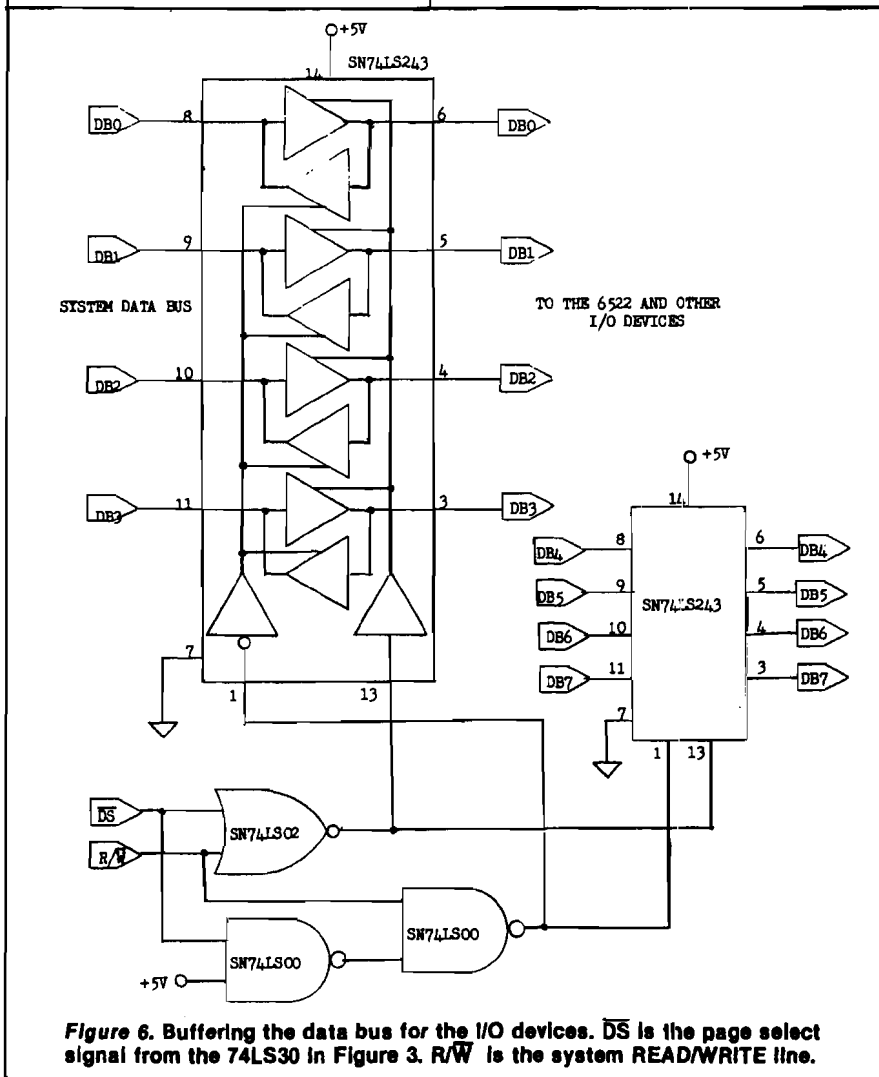 +5V
14
SN74LS243
DB0 8 6 DB0
DB1 9 5 DB1
SYSTEM DATA BUS
TO THE 6522 AND OTHER
I/O DEVICES
DB2 10 4 DB2
DB3 11 3 DB3
+5V
14
DB4 8 6 DB4
DB5 9 5 DB5
SN74LS243
DB6 10 4 DB6
DB7 11 3 DB7
7
1 13
7
1 13
D̅S̅
SN74LS02
R/W̅
SN74LS00
SN74LS00
+5V
Figure 6. Buffering the data bus for the I/O devices. D̅S̅ is the page select
signal from the 74LS30 in Figure 3. R/W̅ is the system READ/WRITE line.